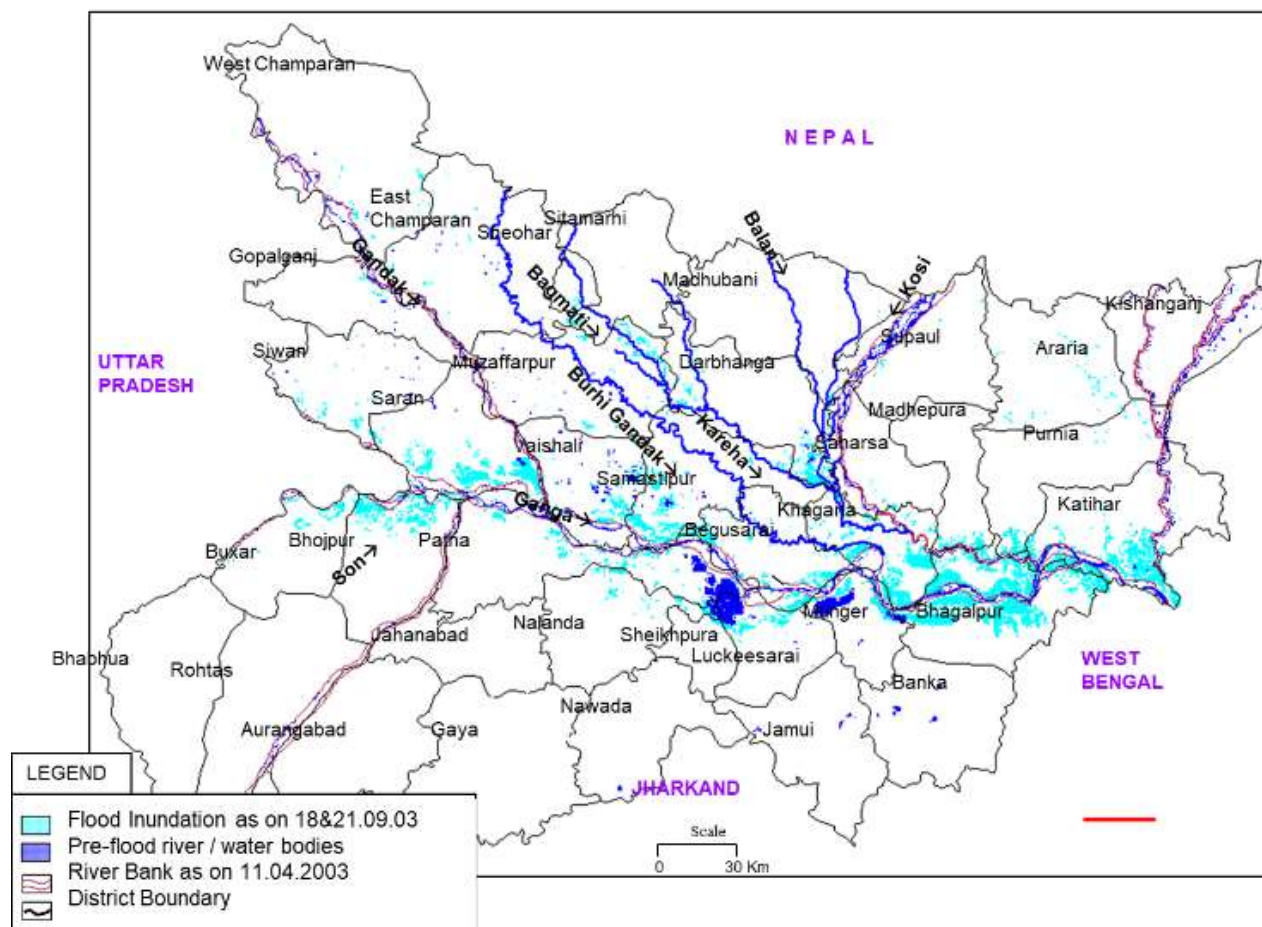 West Champaran
NEPAL
East
Champaran
Sheohar
Sitamarhi
Balan→
Gopalganj
Gandak→
Bagmati→
Madhubani
←Kosi
Kishanganj
Siwan
Muzaffarpur
Darbhanga
Supaul
Araria
UTTAR
PRADESH
Saran
Burhi Gandak→
Kareha→
Madhepura
Purnia
Vaishali
Samastipur
Saharsa
Ganga→
Khagaria
Katihar
Buxar
Bhojpur
Son→
Patna
Begusarai
Jahanabad
Nalanda
Sheikhpura
Munger
Bhagalpur
Bhabhua
Rohtas
Luckeesarai
WEST
BENGAL
Banka
Aurangabad
Gaya
Nawada
Jamui
JHARKAND
LEGEND
Flood Inundation as on 18&21.09.03
Pre-flood river / water bodies
River Bank as on 11.04.2003
District Boundary
Scale
0 30 Km